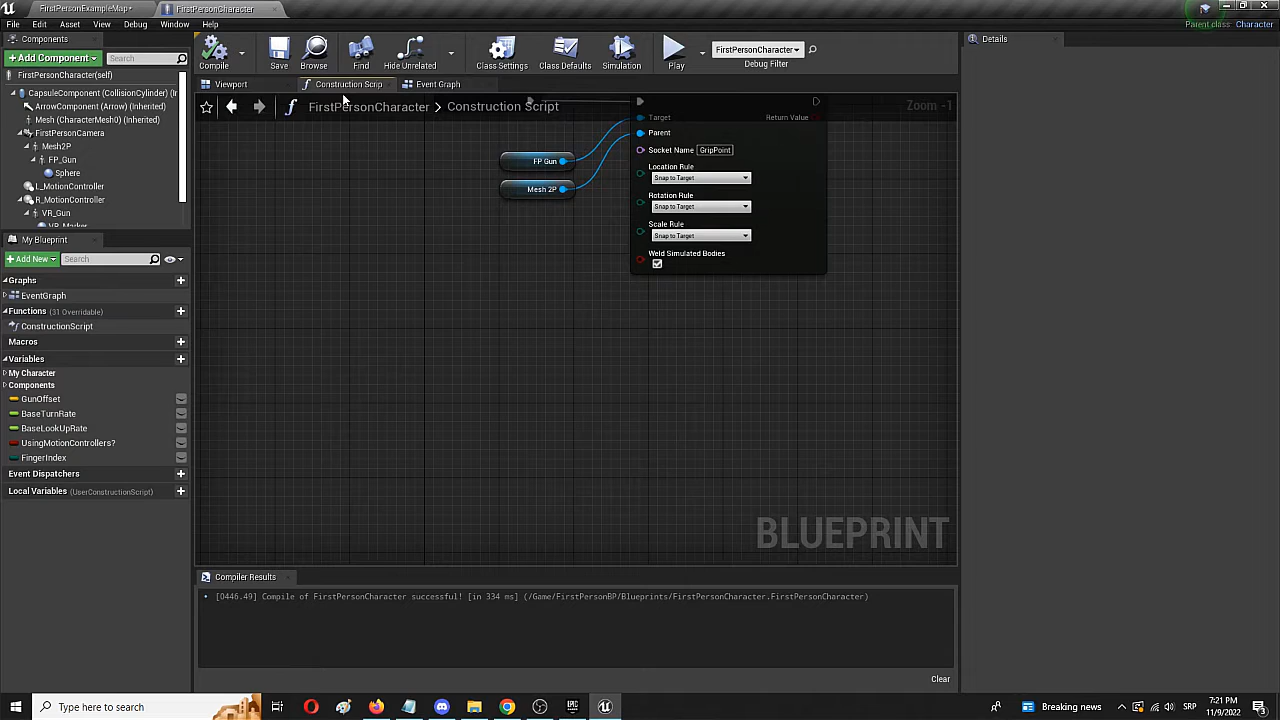 FirstPersonExampleMap*
FirstPersonCharacter
File Edit Asset View Debug Window Help
Parent class: Character
Components
Details
+Add Component
Search
FirstPersonCharacter(self)
CapsuleComponent (CollisionCylinder) (In
ArrowComponent (Arrow) (Inherited)
Mesh (CharacterMesh0) (Inherited)
FirstPersonCamera
Mesh2P
FP_Gun
Sphere
L_MotionController
R_MotionController
VR_Gun
Compile
Save
Browse
Find
Hide Unrelated
Class Settings
Class Defaults
Simulation
Play
FirstPersonCharacter
Debug Filter
Viewport
Construction Scrip
Event Graph
FirstPersonCharacter > Construction Script
Zoom -1
Target
Return Value
Parent
Socket Name GripPoint
Location Rule
Snap to Target
Rotation Rule
Snap to Target
Scale Rule
Snap to Target
Weld Simulated Bodies
FP Gun
Mesh 2P
BLUEPRINT
My Blueprint
+Add New
Search
Graphs
EventGraph
Functions (31 Overridable)
ConstructionScript
Macros
Variables
My Character
Components
GunOffset
BaseTurnRate
BaseLookUpRate
UsingMotionControllers?
FingerIndex
Event Dispatchers
Local Variables (UserConstructionScript)
Compiler Results
[0446.49] Compile of FirstPersonCharacter successful! [in 334 ms] (/Game/FirstPersonBP/Blueprints/FirstPersonCharacter.FirstPersonCharacter)
Clear
Type here to search
Breaking news
SRP
7:21 PM
11/9/2022